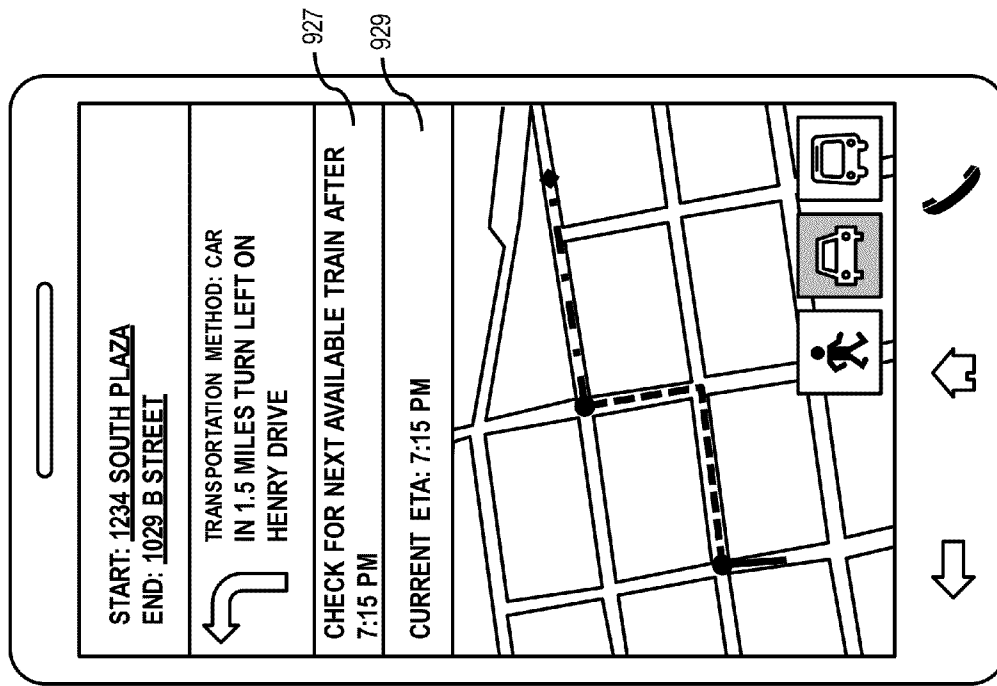 START: 1234 SOUTH PLAZA
END: 1029 B STREET
TRANSPORTATION METHOD: CAR
IN 1.5 MILES TURN LEFT ON
HENRY DRIVE
CHECK FOR NEXT AVAILABLE TRAIN AFTER
7:15 PM
927
CURRENT ETA: 7:15 PM
929